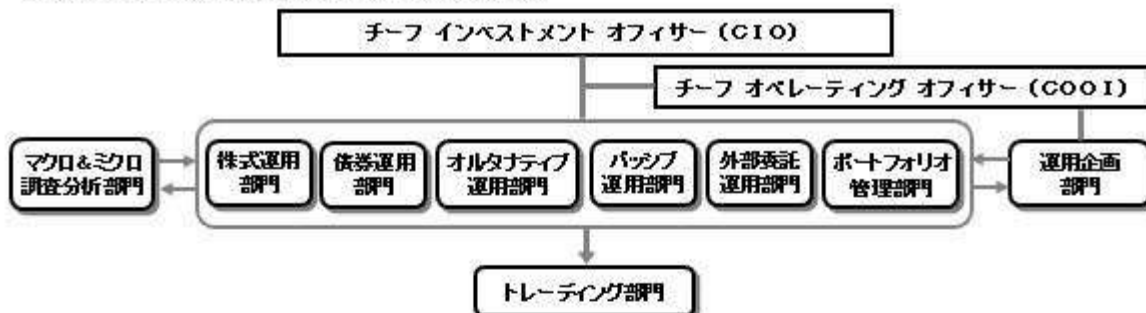 チーフ インベストメント オフィサー (CIO)
チーフ オペレーティング オフィサー (COOI)
マクロ&ミクロ
調査分析部門
株式運用
部門
債券運用
部門
オルタナティブ
運用部門
パッシブ
運用部門
外部委託
運用部門
ポートフォリオ
管理部門
運用企画
部門
トレーディング部門